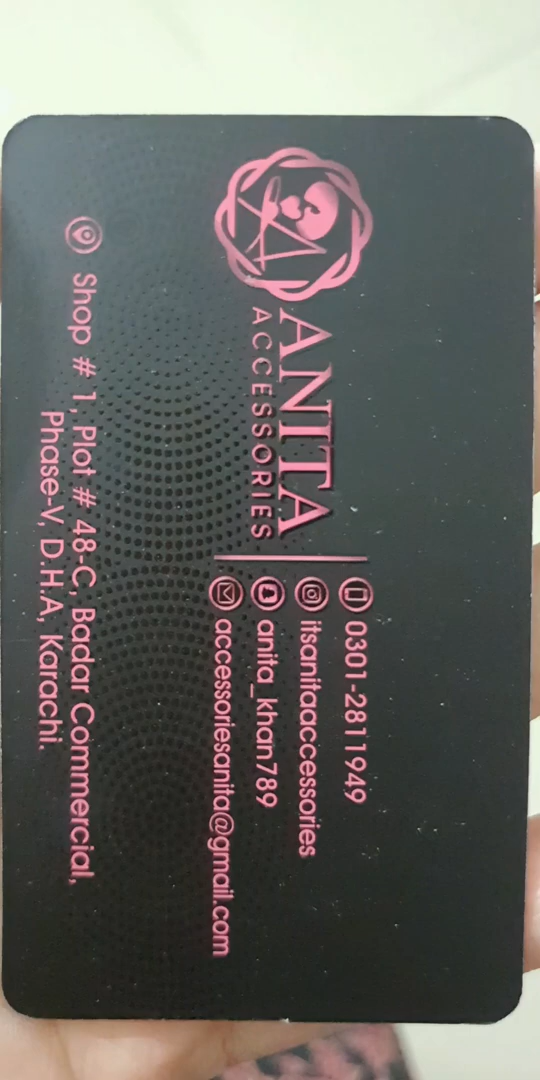 ANITA
ACCESSORIES
0301-2811949
itsanitaaccessories
anita_khan789
accessoriesanita@gmail.com
Shop # 1, Plot # 48-C, Badar Commercial,
Phase-V, D.H.A, Karachi.